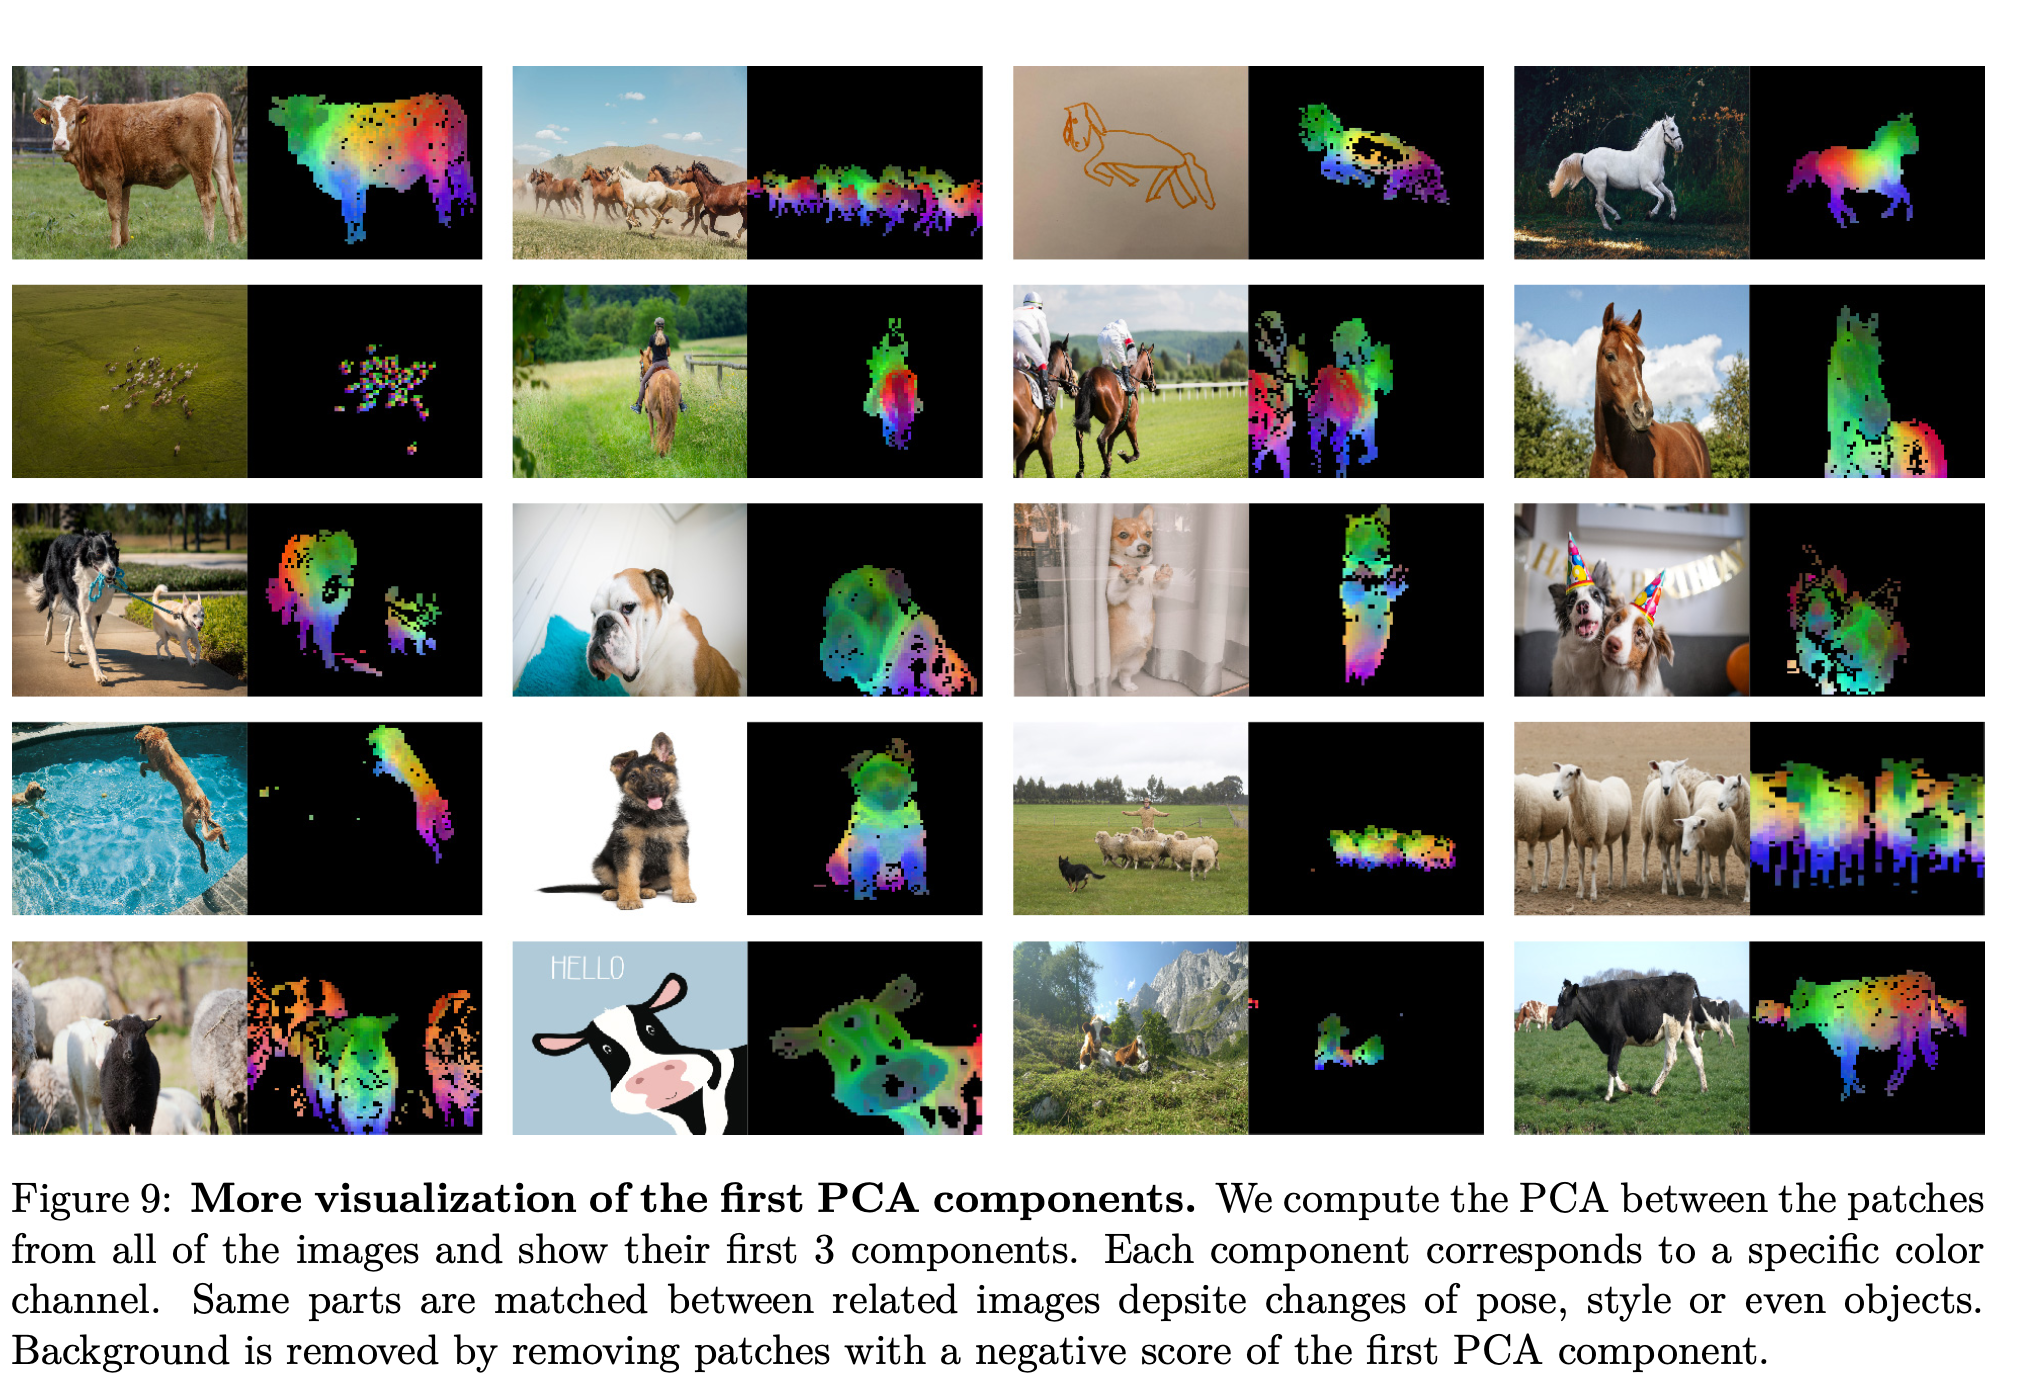 HAPPY BIRTHDAY
HELLO
Figure 9: More visualization of the first PCA components. We compute the PCA between the patches
from all of the images and show their first 3 components. Each component corresponds to a specific color
channel. Same parts are matched between related images depsite changes of pose, style or even objects.
Background is removed by removing patches with a negative score of the first PCA component.